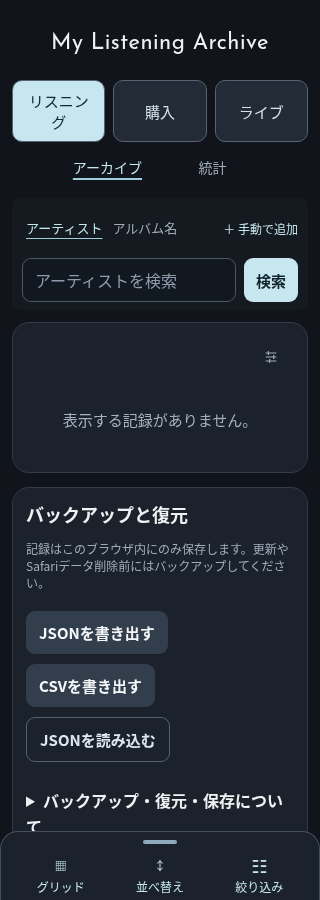 My Listening Archive
リスニン
グ
購入
ライブ
アーカイブ
統計
アーティスト
アルバム名
＋ 手動で追加
アーティストを検索
検索
表示する記録がありません。
バックアップと復元
記録はこのブラウザ内にのみ保存します。更新や
Safariデータ削除前にはバックアップしてくださ
い。
JSONを書き出す
CSVを書き出す
JSONを読み込む
▶ バックアップ・復元・保存につい
て
グリッド
並べ替え
絞り込み